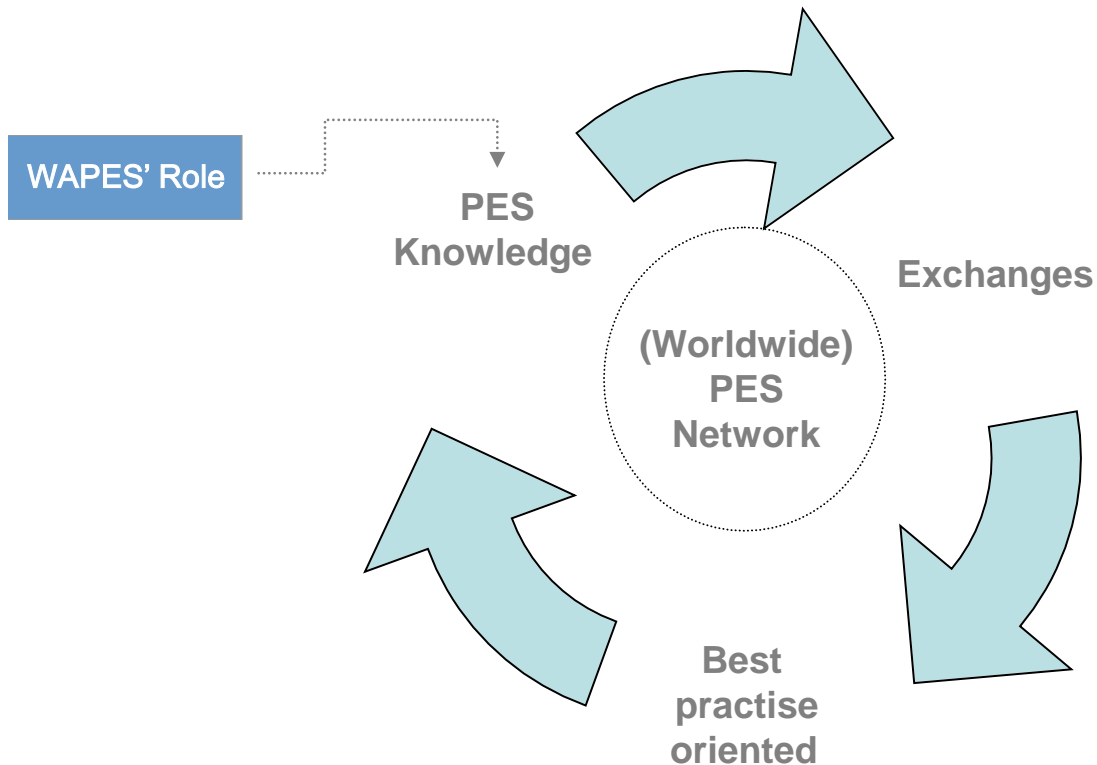 WAPES’ Role
PES
Knowledge
Exchanges
(Worldwide)
PES
Network
Best
practise
oriented